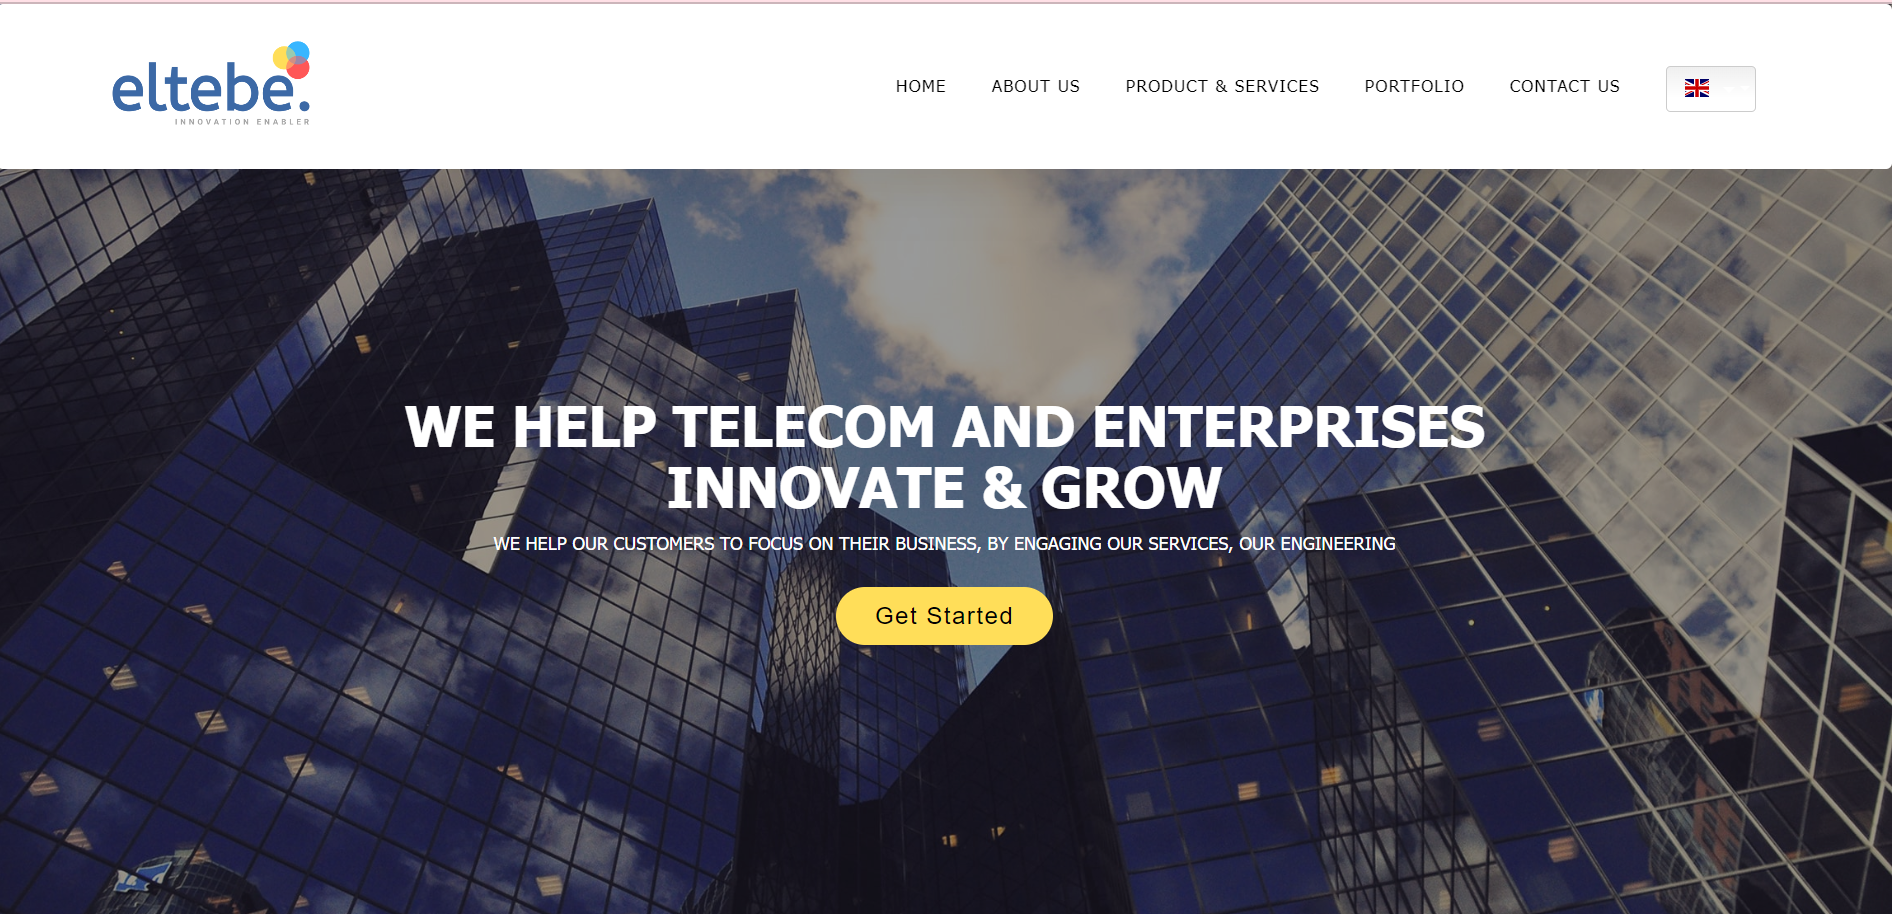 eltebe.
INNOVATION ENABLER
HOME
ABOUT US
PRODUCT & SERVICES
PORTFOLIO
CONTACT US
WE HELP TELECOM AND ENTERPRISES
INNOVATE & GROW
WE HELP OUR CUSTOMERS TO FOCUS ON THEIR BUSINESS, BY ENGAGING OUR SERVICES, OUR ENGINEERING
Get Started